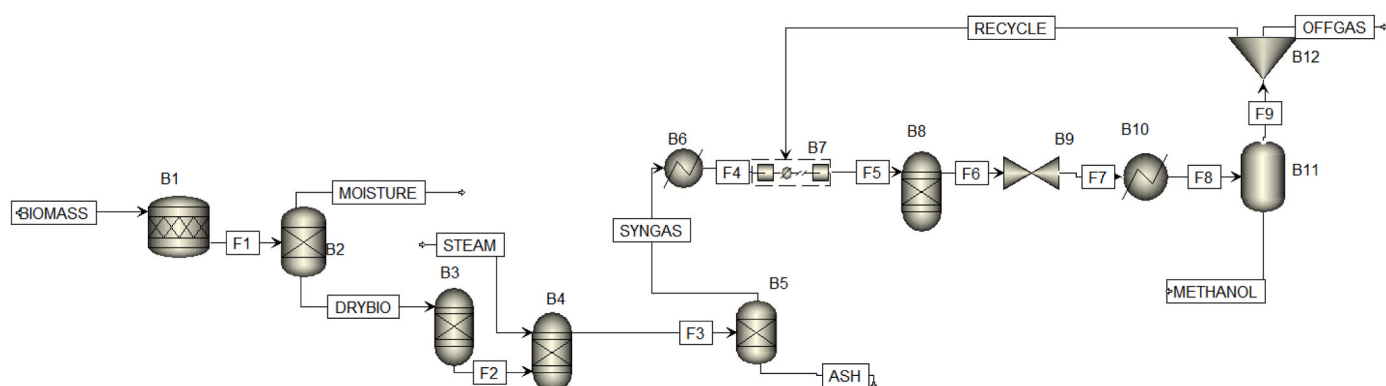 RECYCLE
OFFGAS
B12
F9
B6
B7
B8
B9
B10
F4
F5
F6
F7
F8
B11
B1
MOISTURE
BIOMASS
F1
B2
STEAM
SYNGAS
METHANOL
B3
B4
B5
DRYBIO
F3
F2
ASH